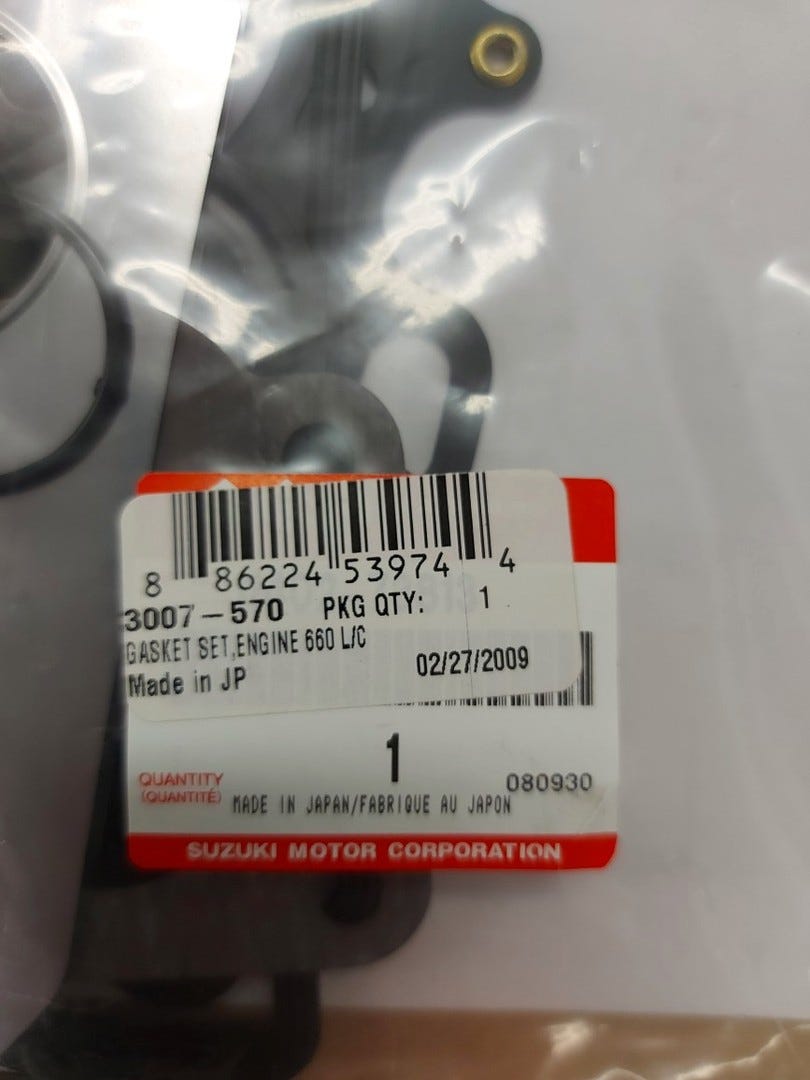 8 86224 53974 4
3007-570 PKG QTY: 1
GASKET SET,ENGINE 660 L/C
02/27/2009
Made in JP
1
QUANTITY
(QUANTITÉ)
080930
MADE IN JAPAN/FABRIQUE AU JAPON
SUZUKI MOTOR CORPORATION